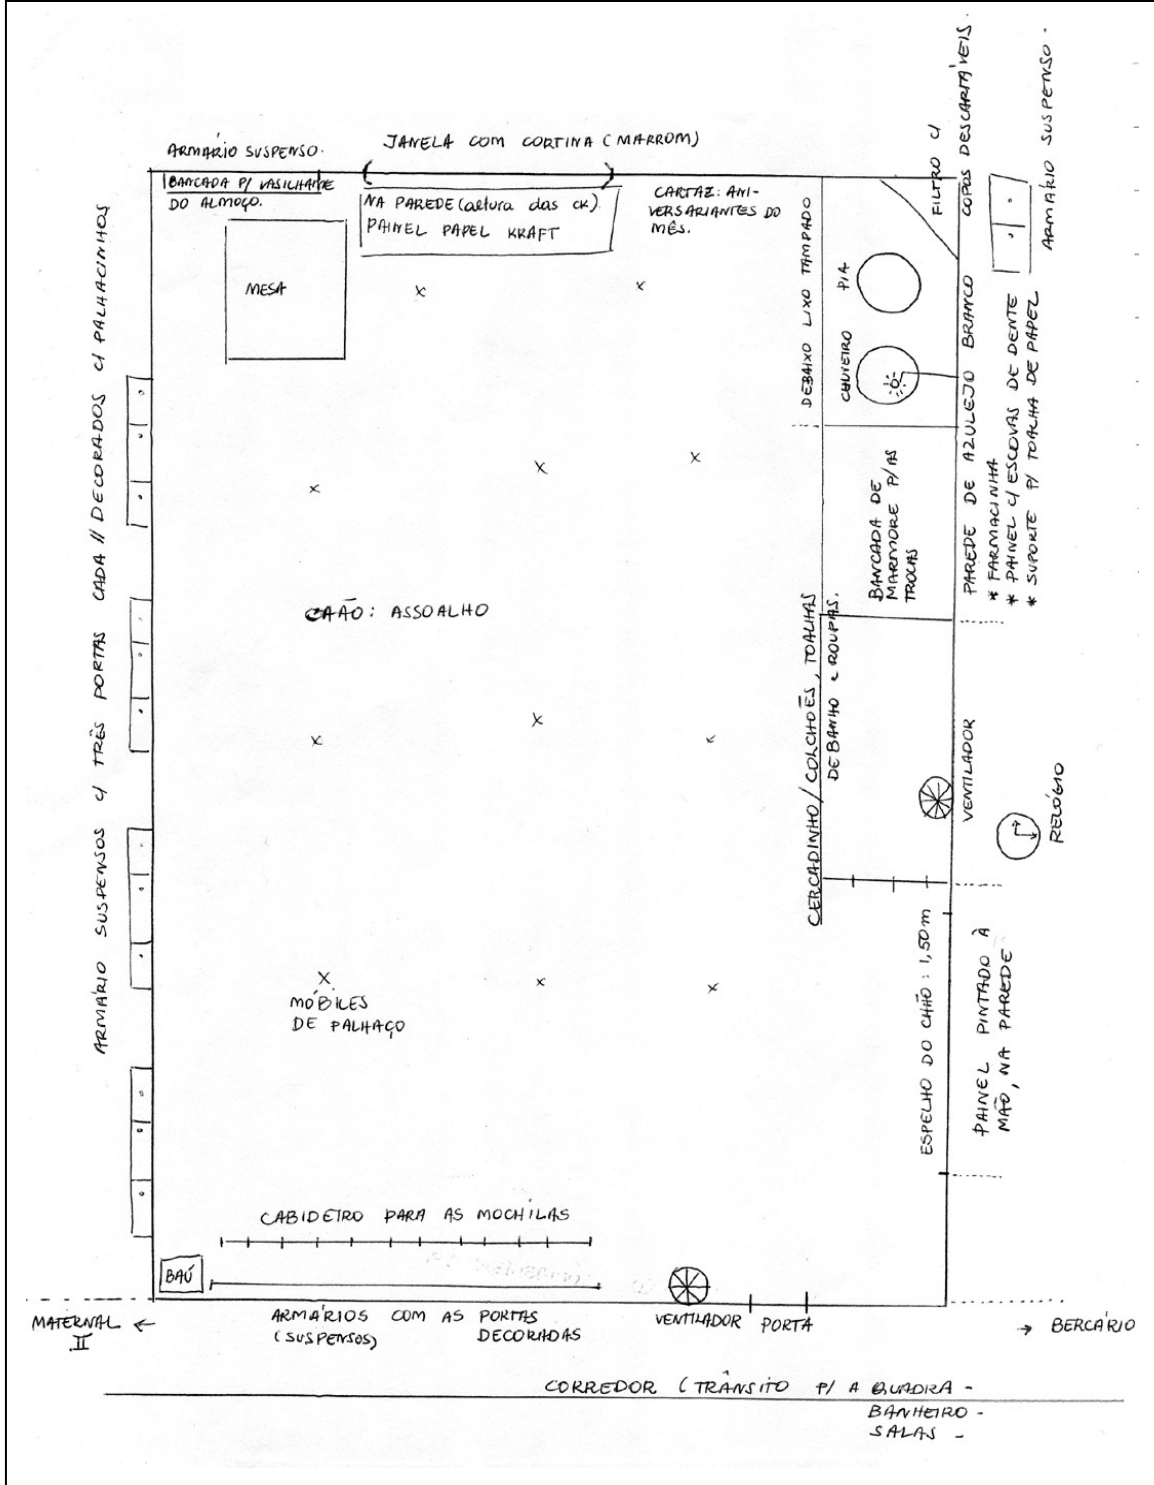 ARMÁRIO SUSPENSO.
JANELA COM CORTINA (MARROM)
BANCADA P/ VASILHAME
DO ALMOÇO.
NA PAREDE (altura das ck)
PAINEL PAPEL KRAFT
CARTAZ: ANI-
VERSARIANTES DO
MÊS.
MESA
ARMÁRIO SUSPENSOS C/ TRÊS PORTAS CADA // DECORADOS C/ PALHACINHOS
DEBAIXO LIXO TAMPADO
PIA
CHUVEIRO
FILTRO C/
COPOS DESCARTÁVEIS.
ARMÁRIO SUSPENSO.
PAREDE DE AZULEJO BRANCO
* FARMACINHA
* PAINEL C/ ESCOVAS DE DENTE
* SUPORTE P/ TOALHA DE PAPEL
BANCADA DE
MARMORE P/ AS
TROCAS
CHÃO: ASSOALHO
CERCADINHO / COLCHOES, TOALHAS
DE BANHO e ROUPAS.
VENTILADOR
RELÓGIO
MÓBILES
DE PALHAÇO
ESPELHO DO CHÃO: 1,50m
PAINEL PINTADO À
MÃO, NA PAREDE
CABIDEIRO PARA AS MOCHILAS
BAÚ
MATERNAL ←
II
ARMÁRIOS COM AS PORTAS
(SUSPENSOS) DECORADAS
VENTILADOR
PORTA
→ BERCÁRIO
CORREDOR (TRÂNSITO P/ A QUADRA -
BANHEIRO -
SALAS -